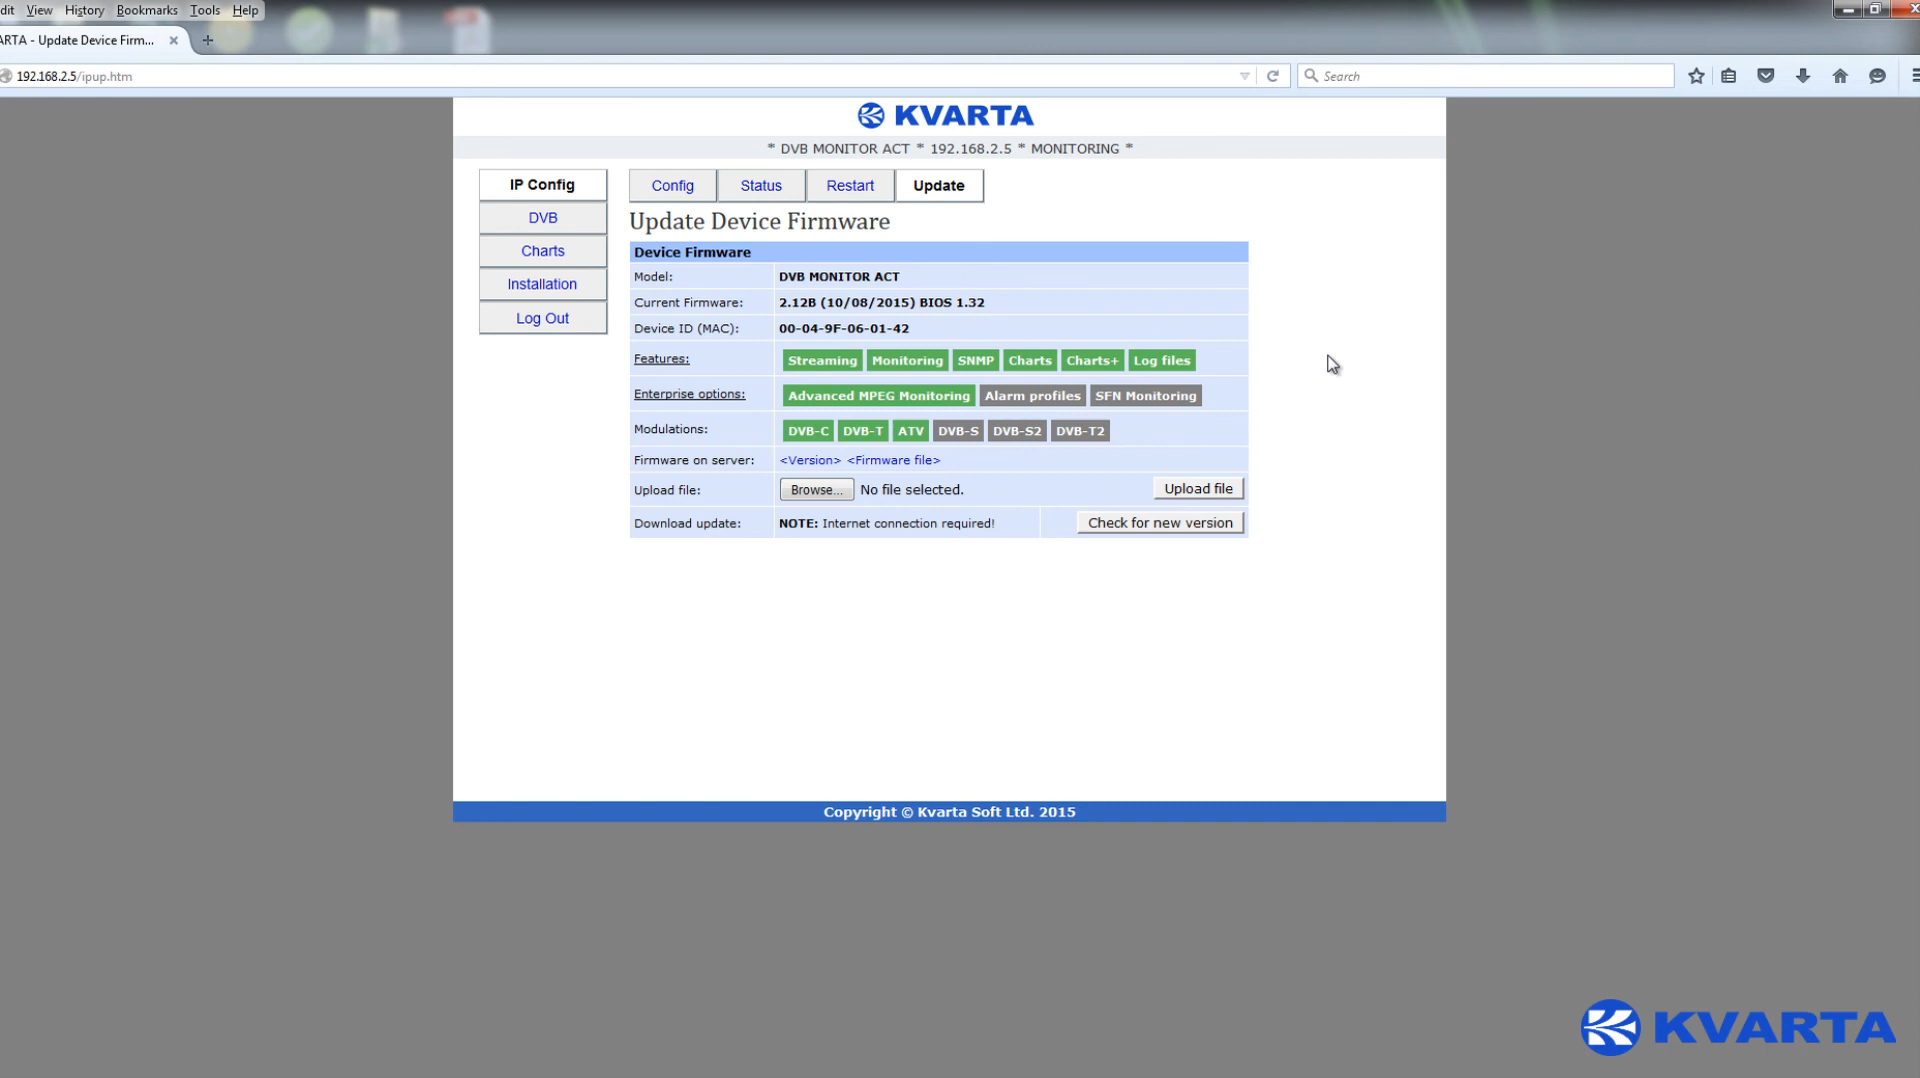 dit View History Bookmarks Tools Help
ARTA - Update Device Firm...
192.168.2.5/ipup.htm
Search
KVARTA
* DVB MONITOR ACT * 192.168.2.5 * MONITORING *
IP Config
DVB
Charts
Installation
Log Out
Config Status Restart Update
Update Device Firmware
Device Firmware
Model: DVB MONITOR ACT
Current Firmware: 2.12B (10/08/2015) BIOS 1.32
Device ID (MAC): 00-04-9F-06-01-42
Features: Streaming Monitoring SNMP Charts Charts+ Log files
Enterprise options: Advanced MPEG Monitoring Alarm profiles SFN Monitoring
Modulations: DVB-C DVB-T ATV DVB-S DVB-S2 DVB-T2
Firmware on server: <Version> <Firmware file>
Upload file: Browse... No file selected. Upload file
Download update: NOTE: Internet connection required! Check for new version
Copyright © Kvarta Soft Ltd. 2015
KVARTA